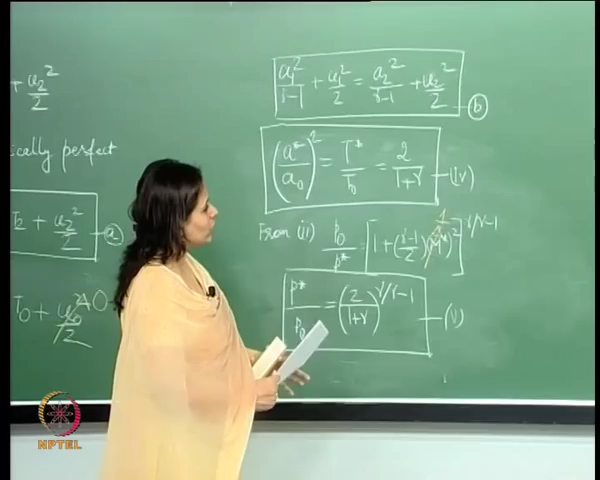 + u₂²/2
ically perfect
T₂ + u₂²/2 — (a)
T₀ + u₀²/2 → 0
a₁²/(γ-1) + u₁²/2 = a₂²/(γ-1) + u₂²/2 — (b)
(a*/a₀)² = T*/T₀ = 2/(1+γ) — (iv)
From (ii) p₀/p* = [1 + ((γ-1)/2)(M*)²]^(γ/γ-1)
p*/p₀ = (2/(1+γ))^(γ/γ-1) — (v)
NPTEL